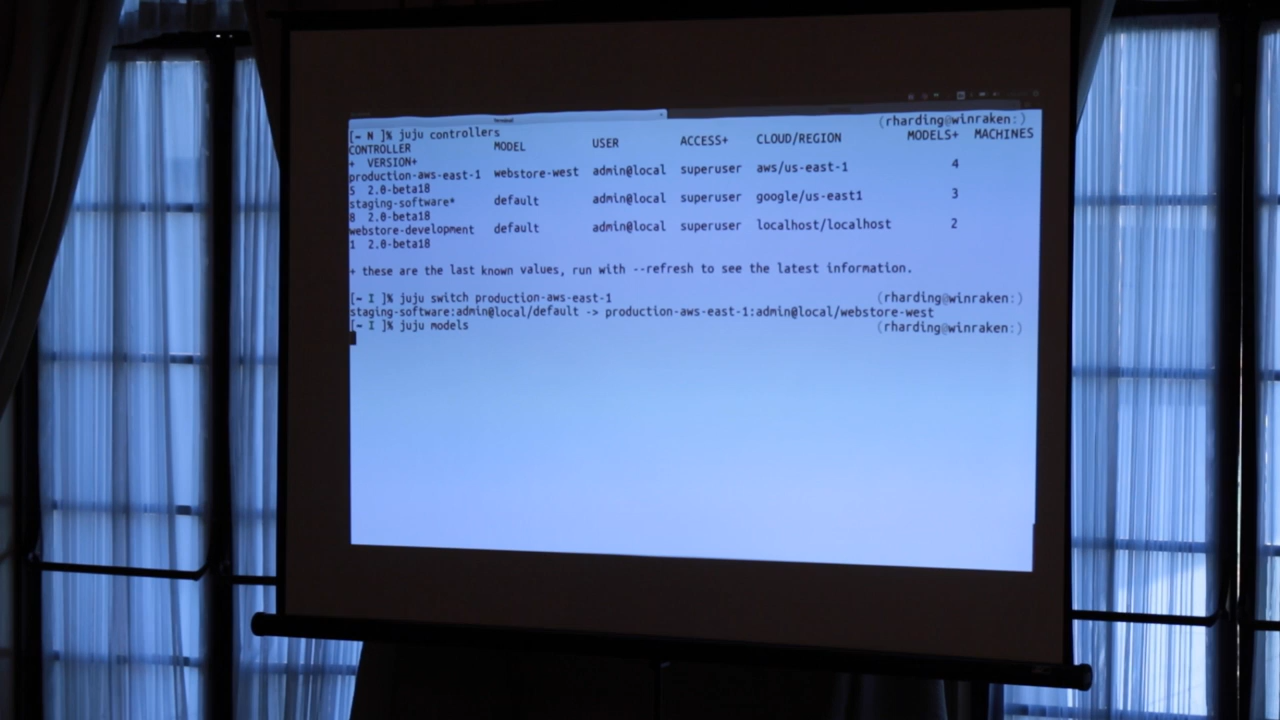 Terminal
(rharding@winraken:)
[~ N ]% juju controllers
CONTROLLER MODEL USER ACCESS+ CLOUD/REGION MODELS+ MACHINES
+ VERSION+
production-aws-east-1 webstore-west admin@local superuser aws/us-east-1 4
5 2.0-beta18
staging-software* default admin@local superuser google/us-east1 3
8 2.0-beta18
webstore-development default admin@local superuser localhost/localhost 2
1 2.0-beta18
+ these are the last known values, run with --refresh to see the latest information.
[~ I ]% juju switch production-aws-east-1 (rharding@winraken:)
staging-software:admin@local/default -> production-aws-east-1:admin@local/webstore-west
[~ I ]% juju models (rharding@winraken:)